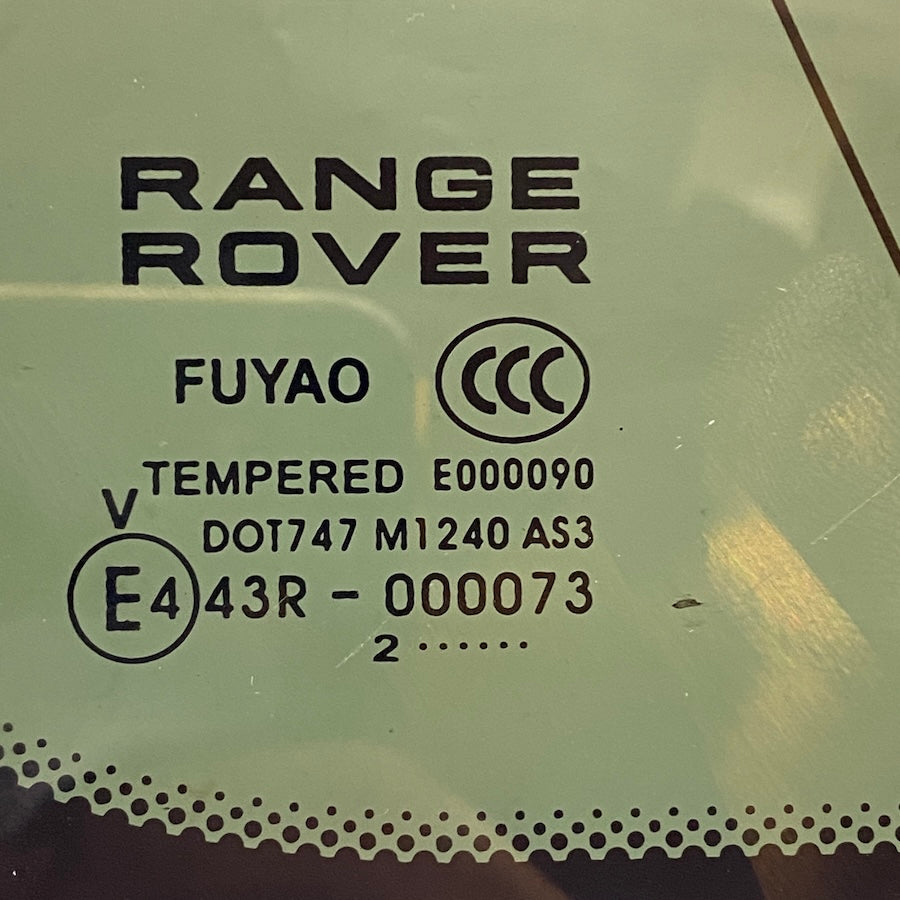 RANGE
ROVER
FUYAO CCC
TEMPERED E000090
V
DOT747 M1240 AS3
E4 43R - 000073
2 ······